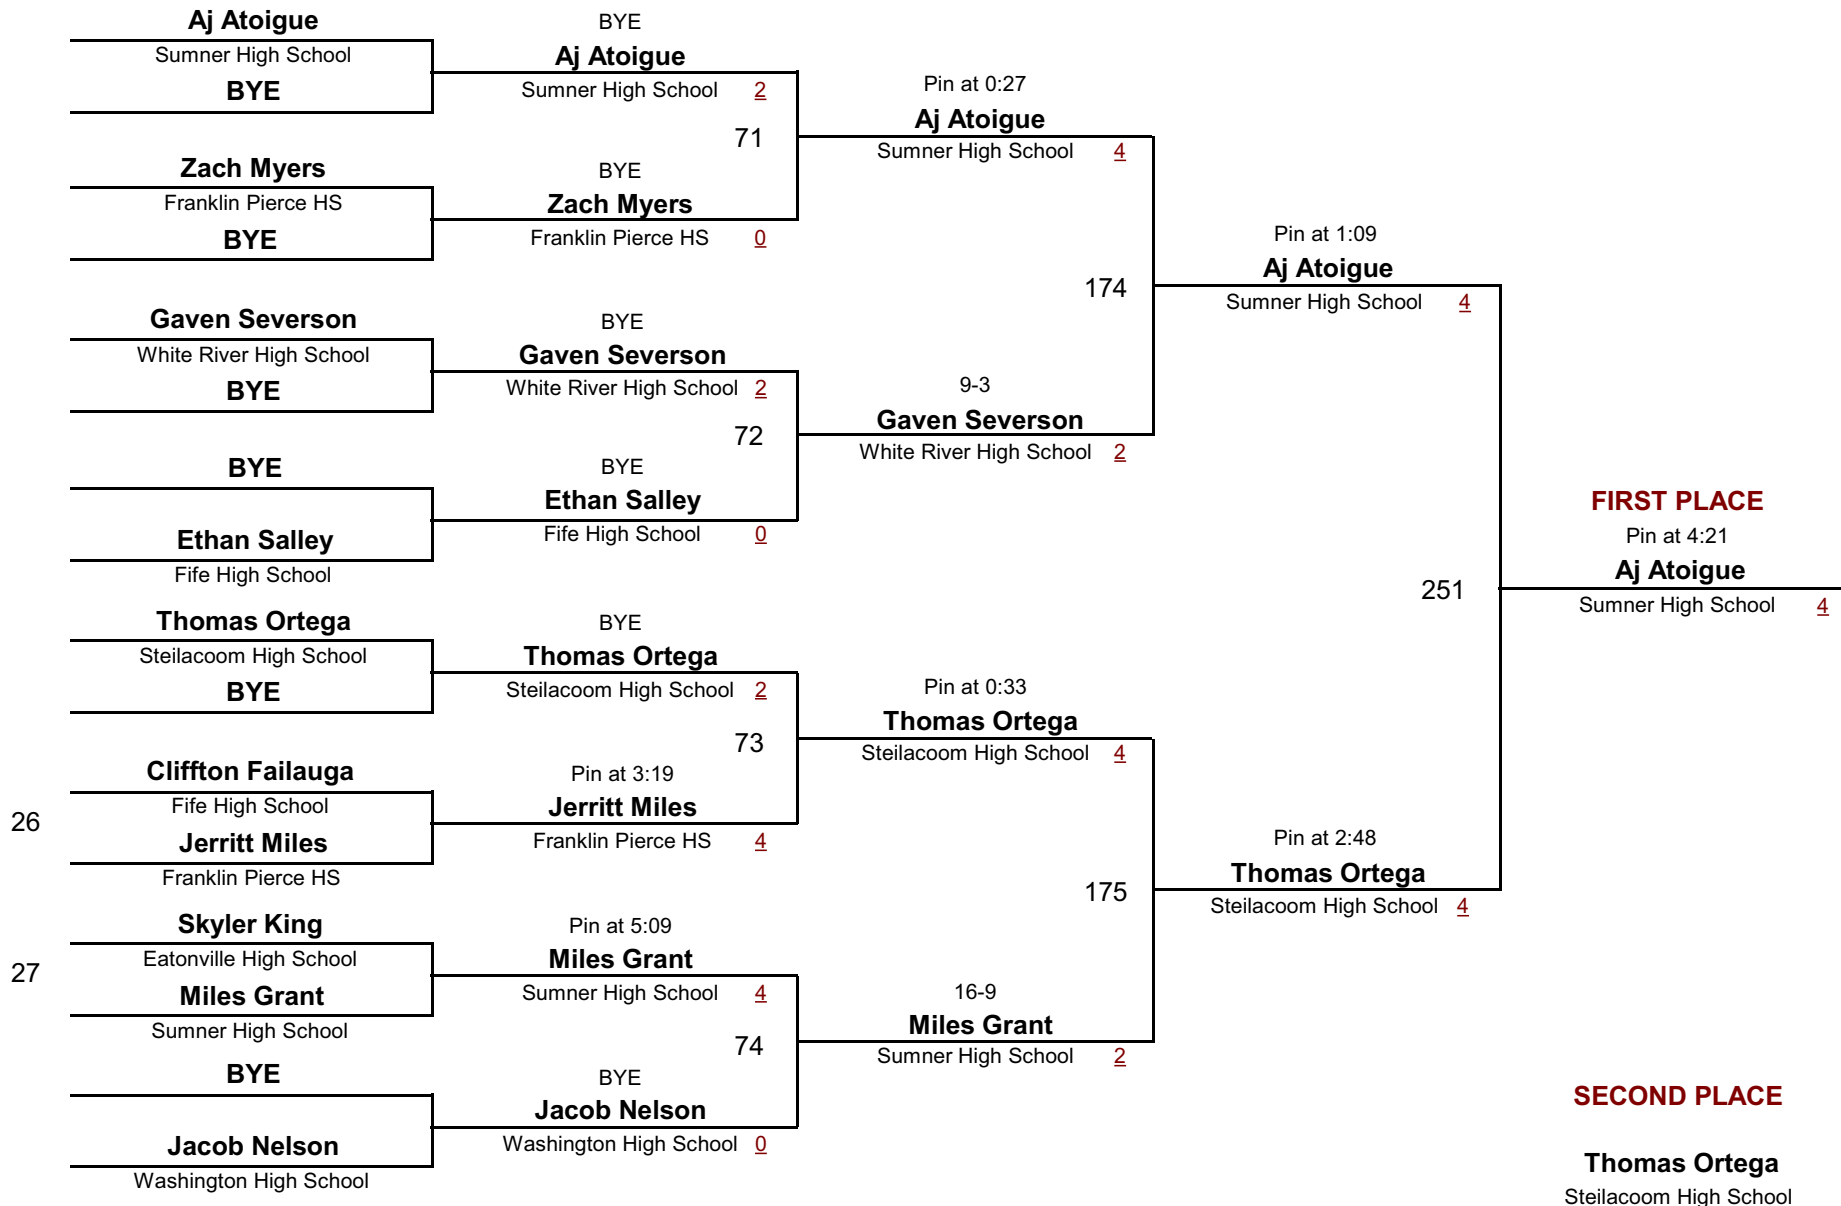 Aj Atoigue
Sumner High School
BYE
Zach Myers
Franklin Pierce HS
BYE
Gaven Severson
White River High School
BYE
BYE
Ethan Salley
Fife High School
Thomas Ortega
Steilacoom High School
BYE
26
Cliffton Failauga
Fife High School
Jerritt Miles
Franklin Pierce HS
27
Skyler King
Eatonville High School
Miles Grant
Sumner High School
BYE
Jacob Nelson
Washington High School
BYE
Aj Atoigue
Sumner High School 2
71
BYE
Zach Myers
Franklin Pierce HS 0
BYE
Gaven Severson
White River High School 2
72
BYE
Ethan Salley
Fife High School 0
BYE
Thomas Ortega
Steilacoom High School 2
73
Pin at 3:19
Jerritt Miles
Franklin Pierce HS 4
Pin at 5:09
Miles Grant
Sumner High School 4
74
BYE
Jacob Nelson
Washington High School 0
Pin at 0:27
Aj Atoigue
Sumner High School 4
174
9-3
Gaven Severson
White River High School 2
Pin at 0:33
Thomas Ortega
Steilacoom High School 4
175
16-9
Miles Grant
Sumner High School 2
Pin at 1:09
Aj Atoigue
Sumner High School 4
251
Pin at 2:48
Thomas Ortega
Steilacoom High School 4
FIRST PLACE
Pin at 4:21
Aj Atoigue
Sumner High School 4
SECOND PLACE
Thomas Ortega
Steilacoom High School